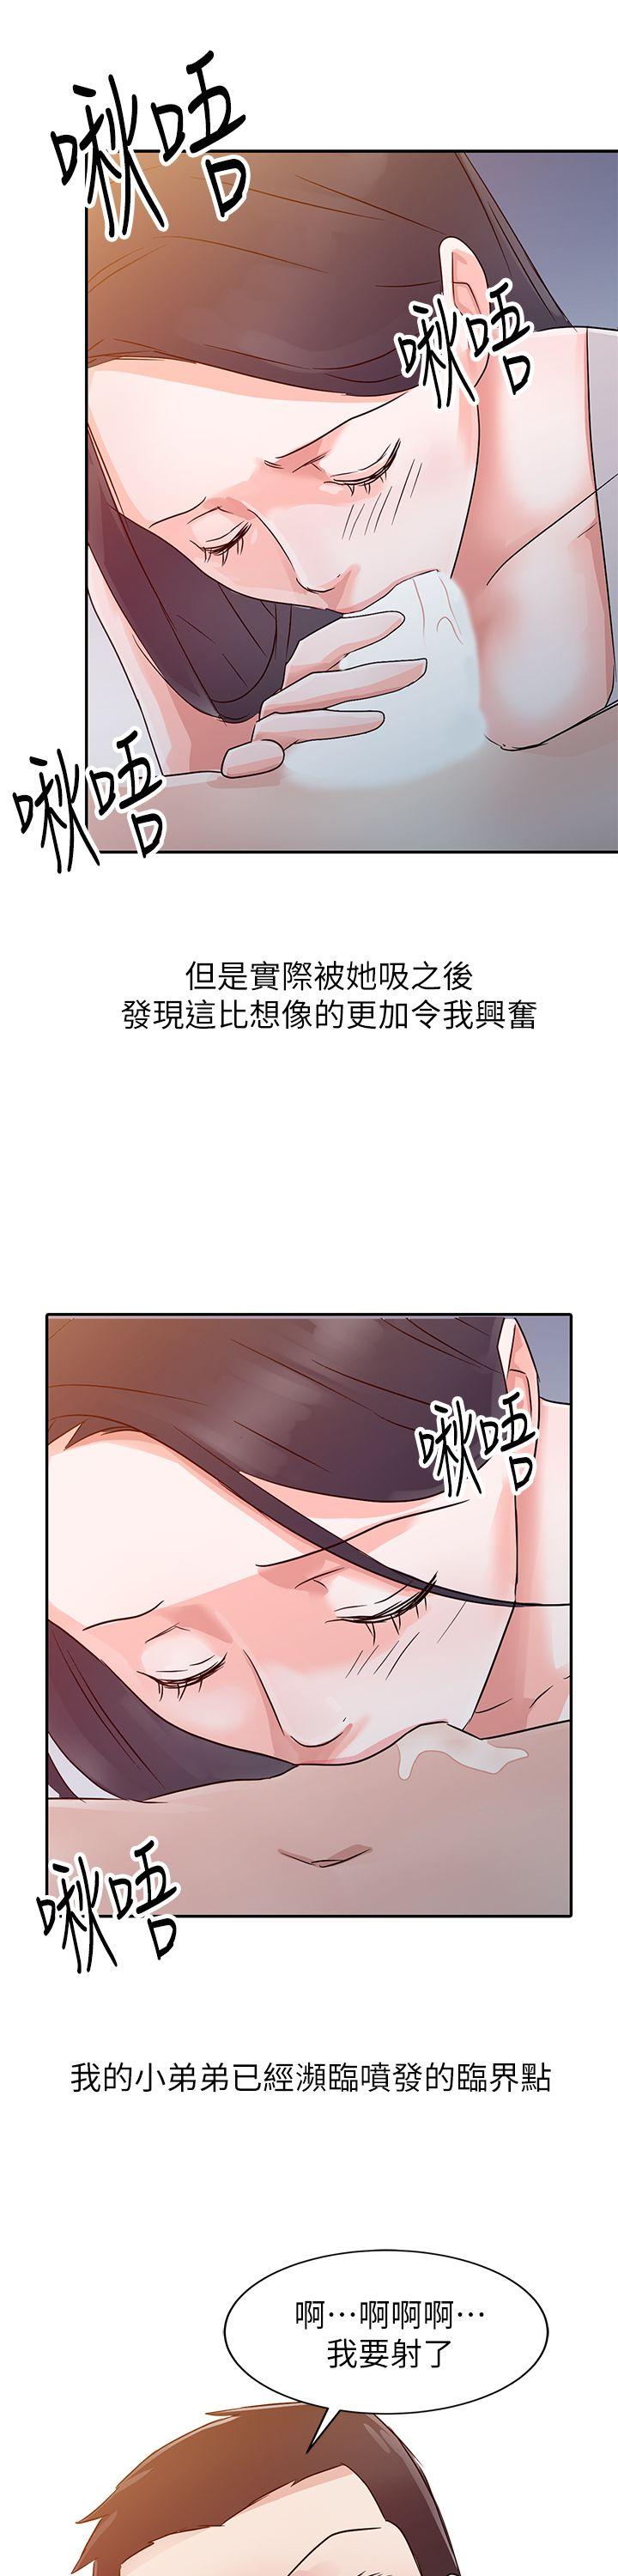 啾唔
啾唔
啾唔
但是實際被她吸之後
發現這比想像的更加令我興奮
啾唔
啾唔
我的小弟弟已經瀕臨噴發的臨界點
啊⋯啊啊啊⋯
我要射了